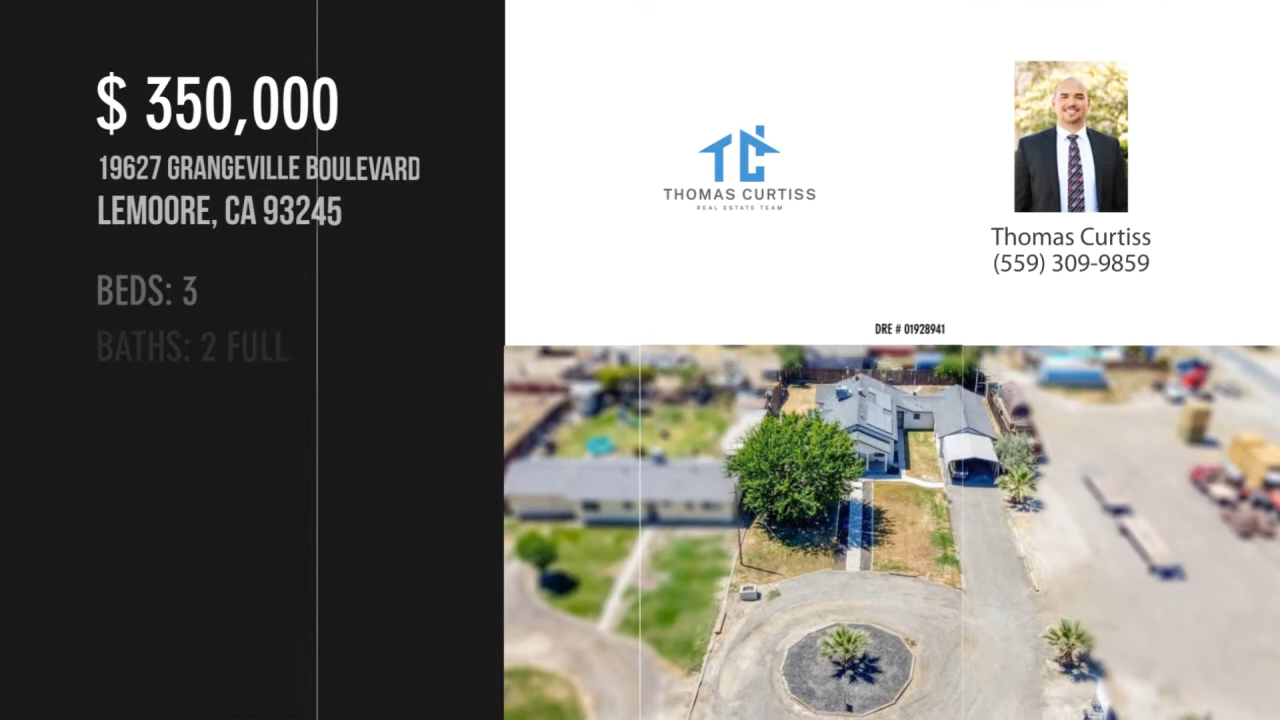 $ 350,000
19627 GRANGEVILLE BOULEVARD
LEMOORE, CA 93245
BEDS: 3
BATHS: 2 FULL
TC
THOMAS CURTISS
REAL ESTATE TEAM
Thomas Curtiss
(559) 309-9859
DRE # 01928941